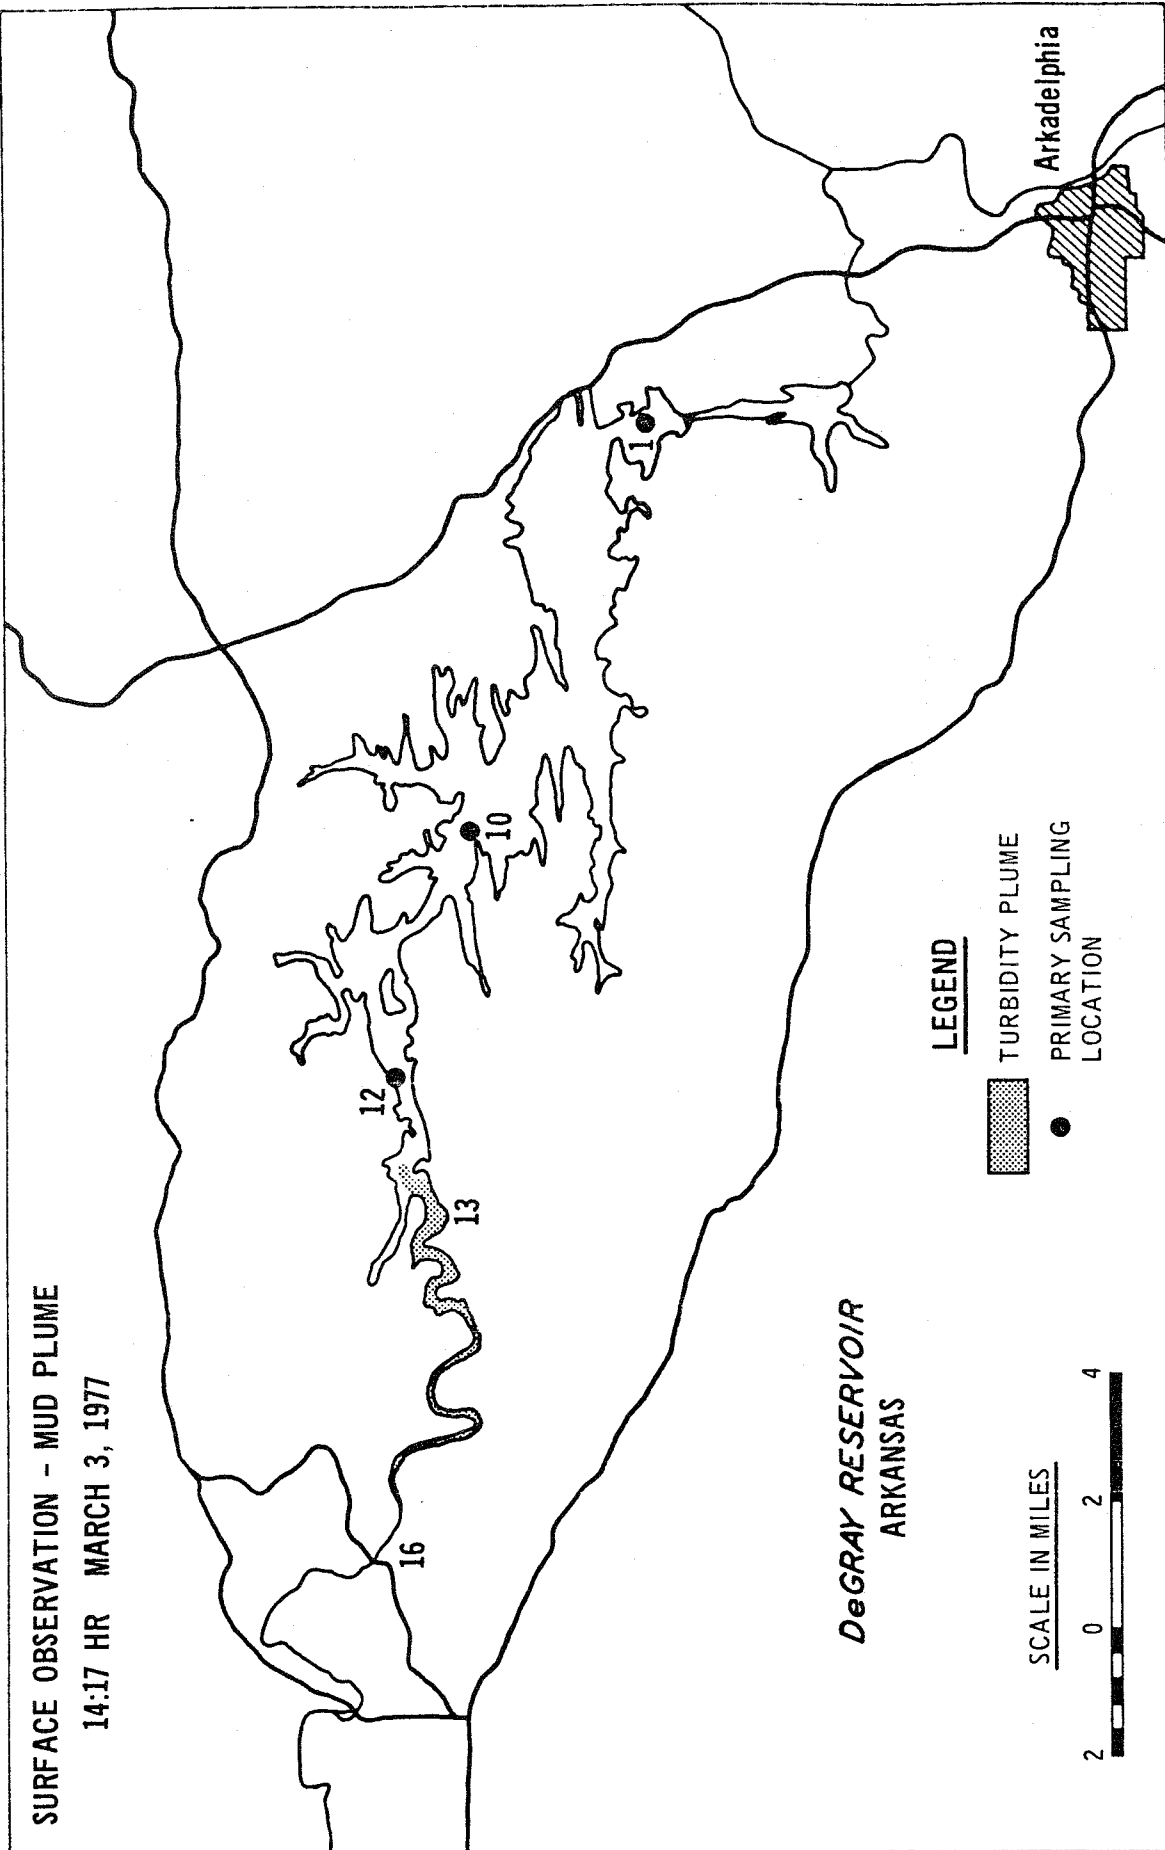 SURFACE OBSERVATION - MUD PLUME
14:17 HR MARCH 3, 1977
Arkadelphia
1
10
12
13
16
LEGEND
TURBIDITY PLUME
PRIMARY SAMPLING
LOCATION
DeGRAY RESERVOIR
ARKANSAS
SCALE IN MILES
2 0 2 4